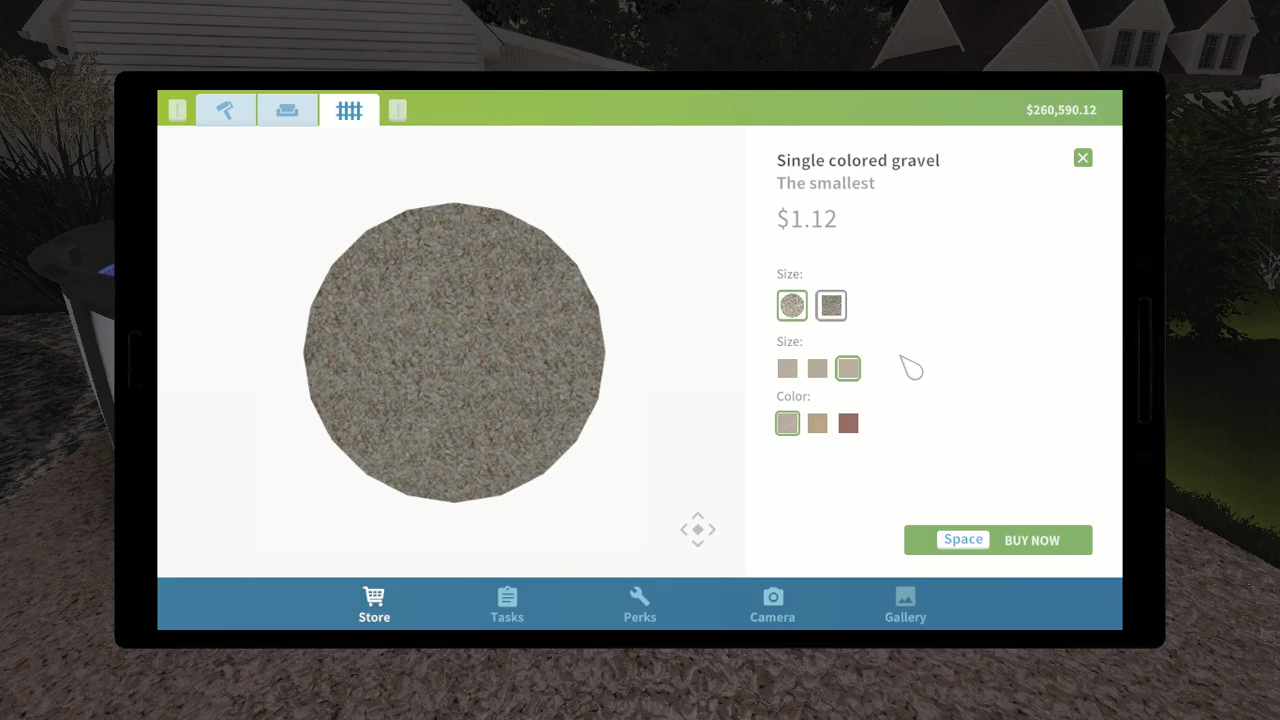 $260,590.12
Single colored gravel
The smallest
$1.12
Size:
Size:
Color:
Space BUY NOW
Store
Tasks
Perks
Camera
Gallery